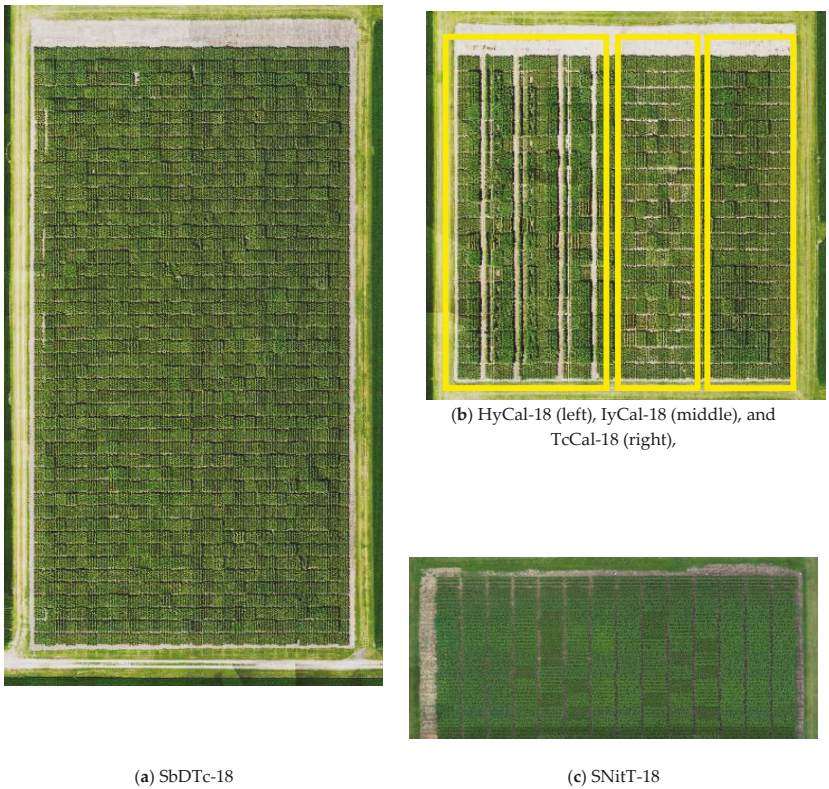 (b) HyCal-18 (left), IyCal-18 (middle), and
TcCal-18 (right),
(a) SbDTc-18
(c) SNitT-18